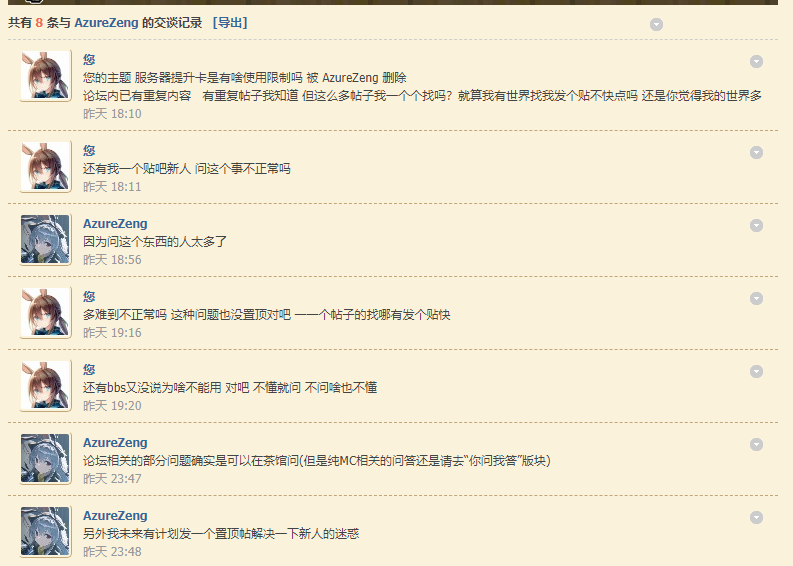 共有 8 条与 AzureZeng 的交谈记录 [导出]
您
您的主题 服务器提升卡是有啥使用限制吗 被 AzureZeng 删除
论坛内已有重复内容 有重复帖子我知道 但这么多帖子我一个个找吗？就算我有世界找我发个贴不快点吗 还是你觉得我的世界多
昨天 18:10
您
还有我一个贴吧新人 问这个事不正常吗
昨天 18:11
AzureZeng
因为问这个东西的人太多了
昨天 18:56
您
多难到不正常吗 这种问题也没置顶对吧 一一个帖子的找哪有发个贴快
昨天 19:16
您
还有bbs又没说为啥不能用 对吧 不懂就问 不问啥也不懂
昨天 19:20
AzureZeng
论坛相关的部分问题确实是可以在茶馆问(但是纯MC相关的问答还是请去“你问我答”版块)
昨天 23:47
AzureZeng
另外我未来有计划发一个置顶帖解决一下新人的迷惑
昨天 23:48